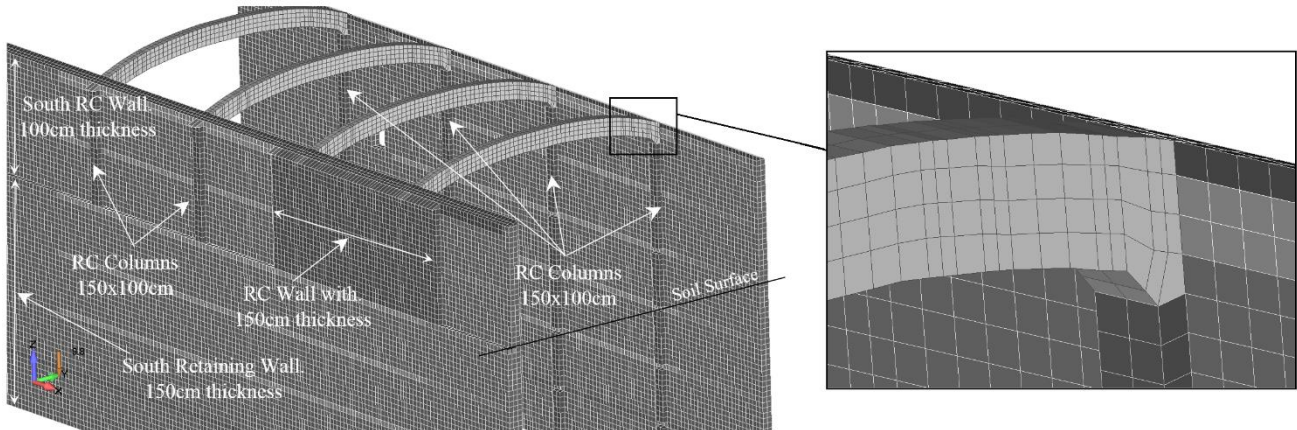 South RC Wall.
100cm thickness
RC Columns
150x100cm
RC Wall with.
150cm thickness
RC Columns
150x100cm
Soil Surface
South Retaining Wall.
150cm thickness
Z
X